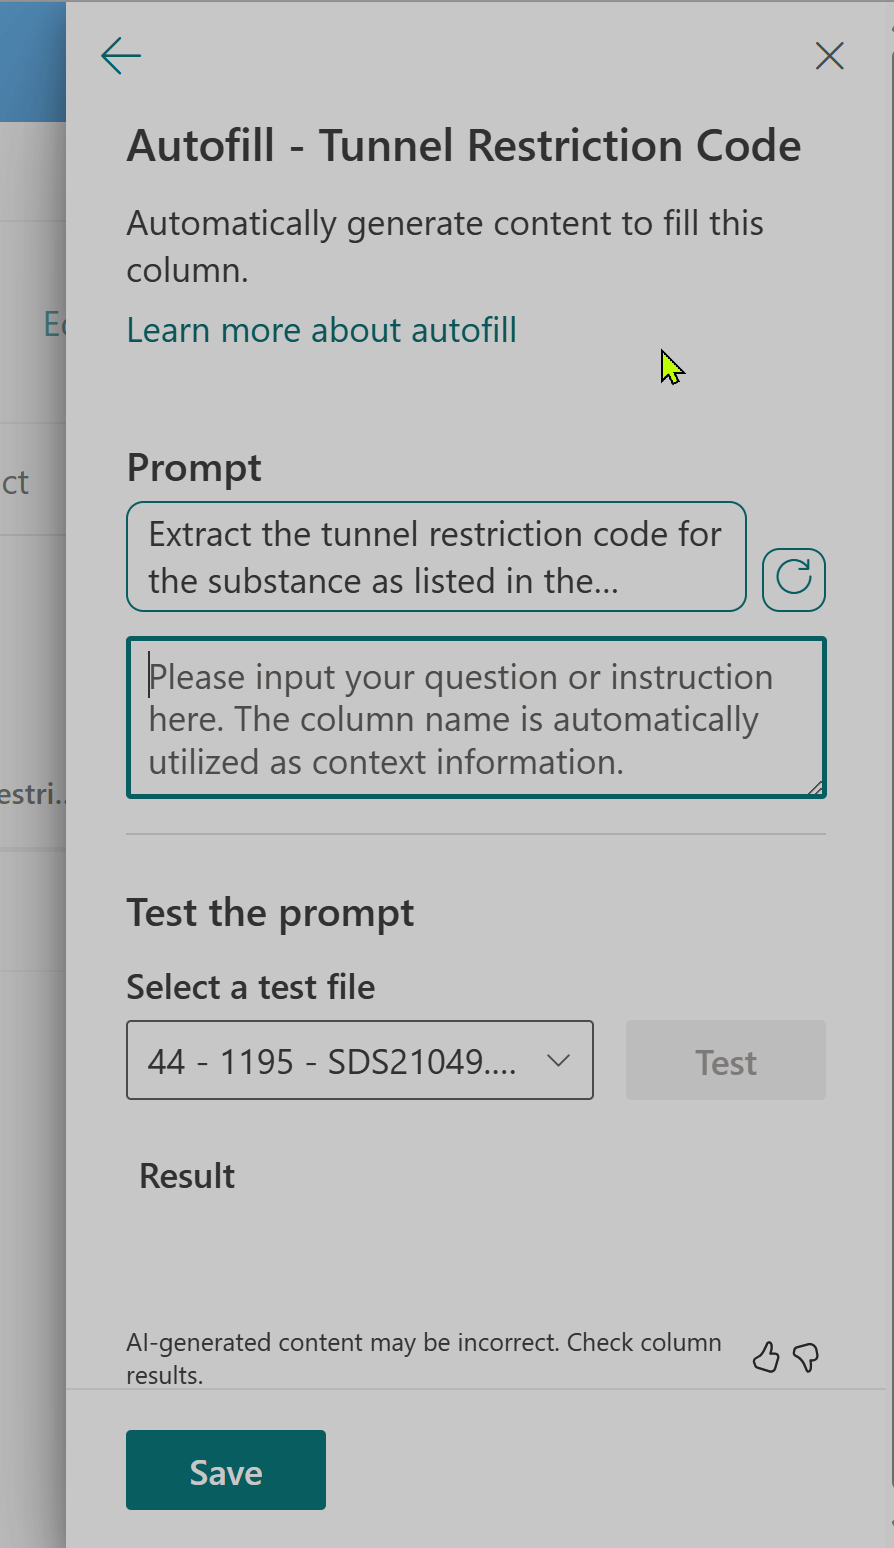 Autofill - Tunnel Restriction Code
Automatically generate content to fill this
column.
Learn more about autofill
Ec
ct
Prompt
Extract the tunnel restriction code for
the substance as listed in the...
Please input your question or instruction
here. The column name is automatically
utilized as context information.
estri..
Test the prompt
Select a test file
44 - 1195 - SDS21049....
Test
Result
AI-generated content may be incorrect. Check column
results.
Save